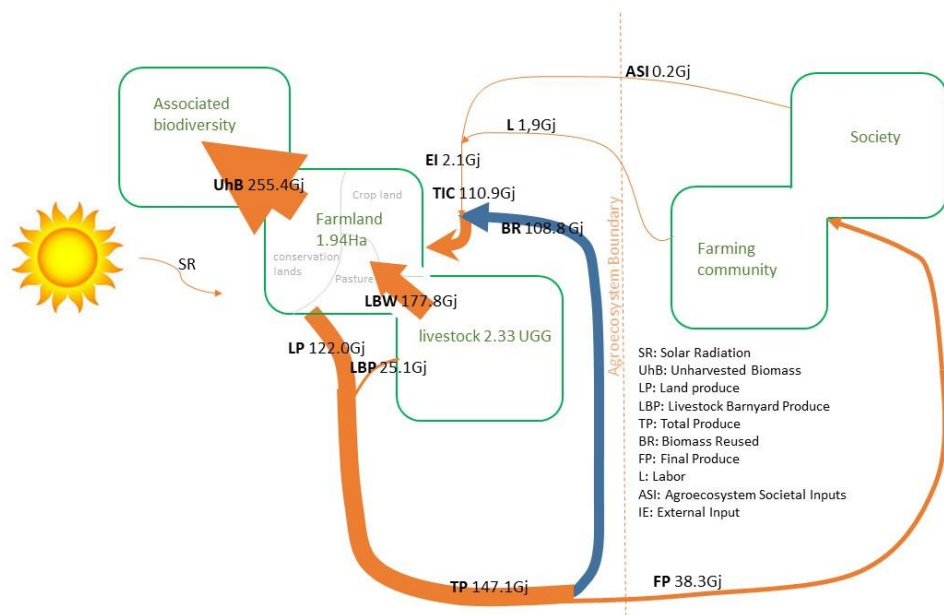 ASI 0.2Gj
Associated
biodiversity
Society
L 1,9Gj
EI 2.1Gj
UhB 255.4Gj
TIC 110.9Gj
Crop land
Farmland
1.94Ha
BR 108.8 Gj
Agroecosystem Boundary
Farming
community
SR
conservation
lands
Pasture
LBW 177.8Gj
livestock 2.33 UGG
LP 122.0Gj
LBP 25.1Gj
SR: Solar Radiation
UhB: Unharvested Biomass
LP: Land produce
LBP: Livestock Barnyard Produce
TP: Total Produce
BR: Biomass Reused
FP: Final Produce
L: Labor
ASI: Agroecosystem Societal Inputs
IE: External Input
TP 147.1Gj
FP 38.3Gj